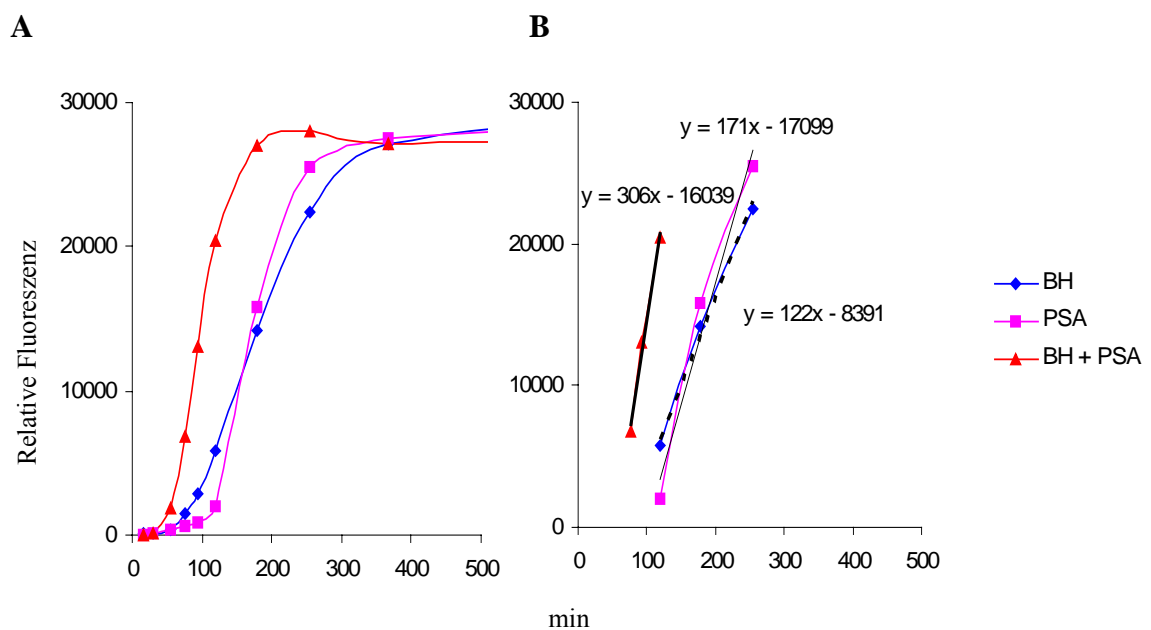 A
B
30000
20000
10000
0
0 100 200 300 400 500
Relative Fluoreszenz
30000
20000
10000
0
0 100 200 300 400 500
y = 171x - 17099
y = 306x - 16039
y = 122x - 8391
BH
PSA
BH + PSA
min